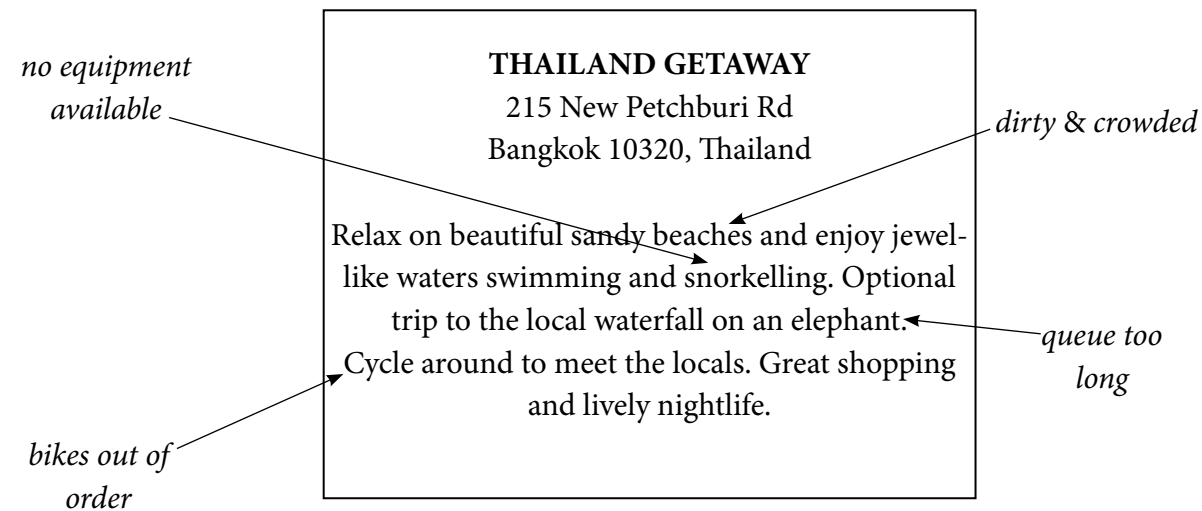 no equipment
available
THAILAND GETAWAY
215 New Petchburi Rd
Bangkok 10320, Thailand
dirty & crowded
Relax on beautiful sandy beaches and enjoy jewel-
like waters swimming and snorkelling. Optional
trip to the local waterfall on an elephant.
Cycle around to meet the locals. Great shopping
and lively nightlife.
queue too
long
bikes out of
order